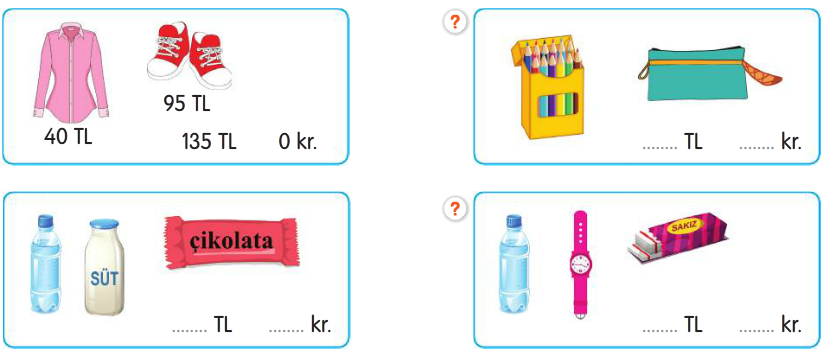 95 TL
40 TL
135 TL 0 kr.
?
........ TL ........ kr.
SÜT
çikolata
........ TL ........ kr.
?
SAKIZ
........ TL ........ kr.